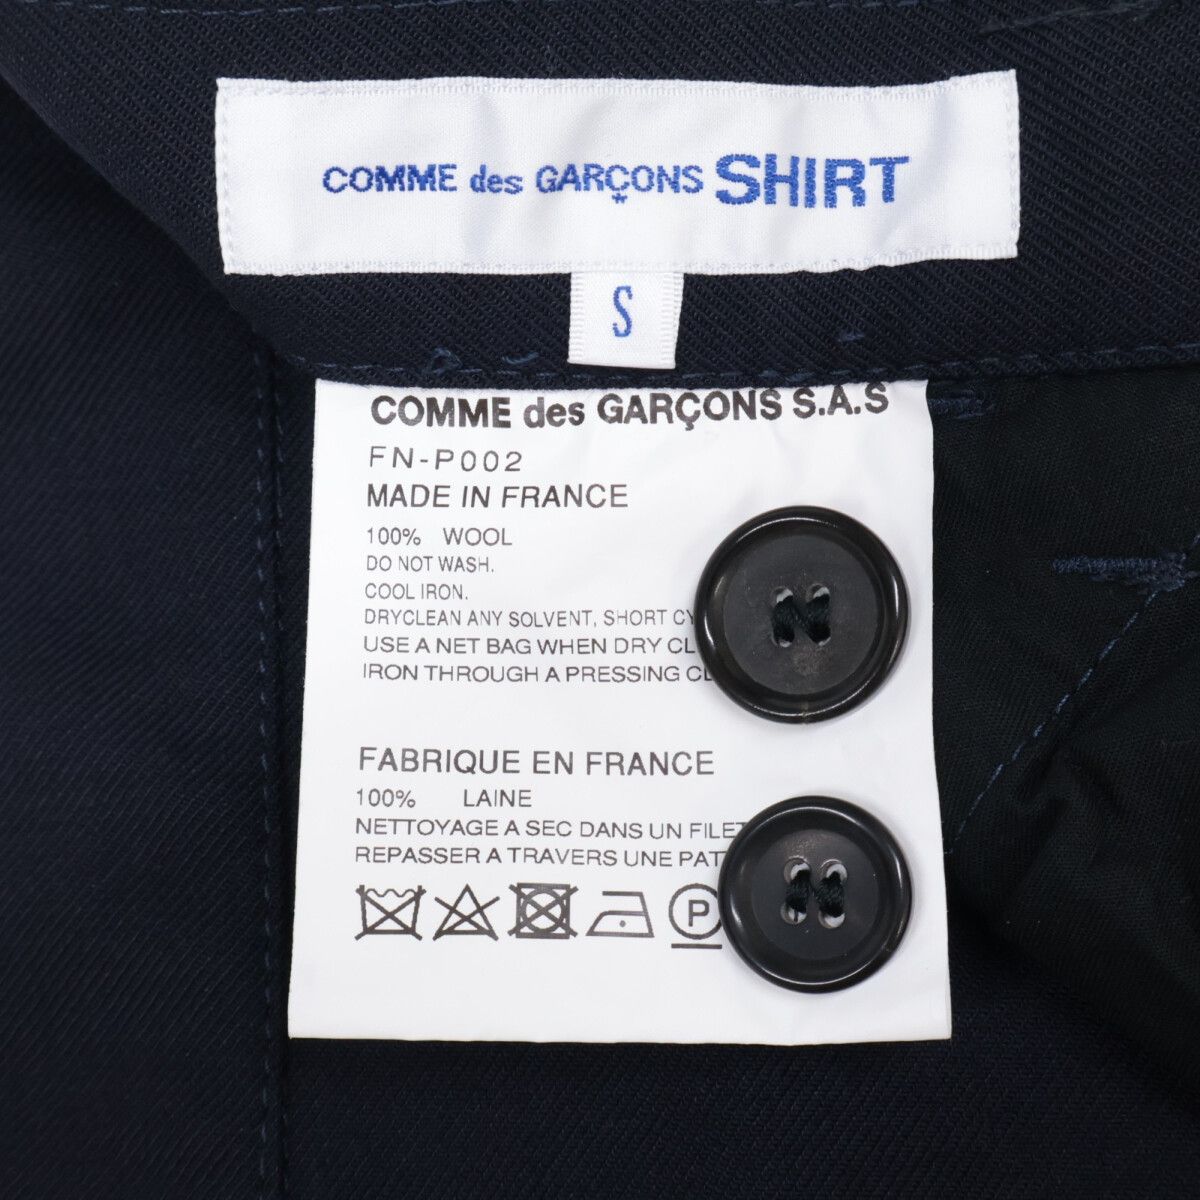 COMME des GARÇONS SHIRT
S
COMME des GARÇONS S.A.S
FN-P002
MADE IN FRANCE
100% WOOL
DO NOT WASH.
COOL IRON.
DRYCLEAN ANY SOLVENT, SHORT
USE A NET BAG WHEN DRY
IRON THROUGH A PRESSING
FABRIQUE EN FRANCE
100% LAINE
NETTOYAGE A SEC DANS UN FILET
REPASSER A TRAVERS UNE
P